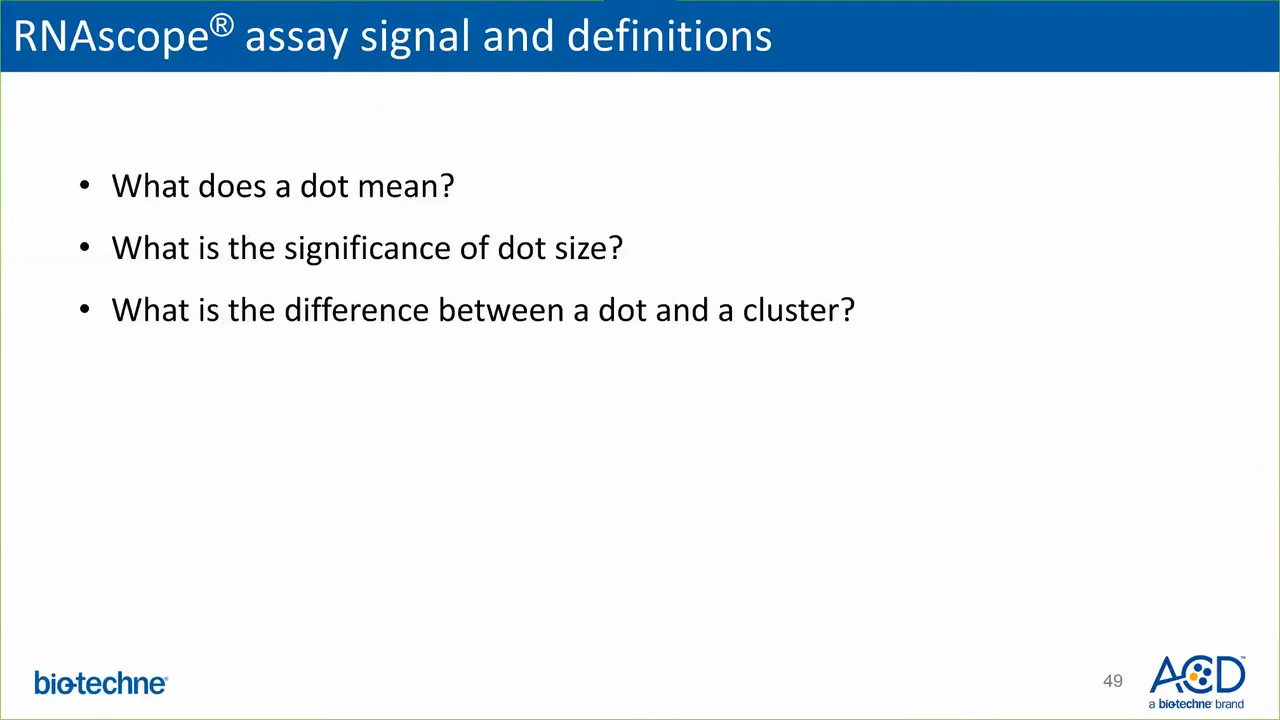 RNAscope® assay signal and definitions
• What does a dot mean?
• What is the significance of dot size?
• What is the difference between a dot and a cluster?
bio-techne®
49
ACD™
a bio-techne® brand